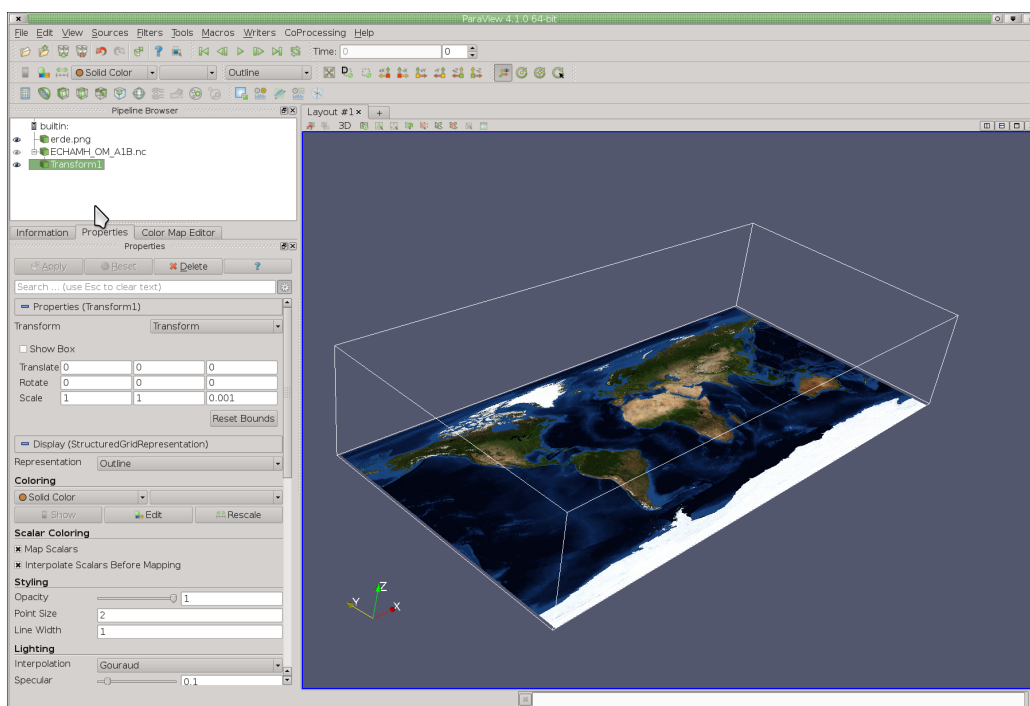 ParaView 4.1.0 64-bit
File Edit View Sources Filters Tools Macros Writers CoProcessing Help
Time: 0 0
Solid Color Outline
Pipeline Browser
Layout #1 +
3D
builtin:
erde.png
ECHAMH_OM_A1B.nc
Transform1
Information Properties Color Map Editor
Properties
Apply Reset Delete ?
Search ... (use Esc to clear text)
Properties (Transform1)
Transform Transform
Show Box
Translate 0 0 0
Rotate 0 0 0
Scale 1 1 0.001
Reset Bounds
Display (StructuredGridRepresentation)
Representation Outline
Coloring
Solid Color
Show Edit Rescale
Scalar Coloring
Map Scalars
Interpolate Scalars Before Mapping
Styling
Opacity 1
Point Size 2
Line Width 1
Lighting
Interpolation Gouraud
Specular 0.1
Z
Y X